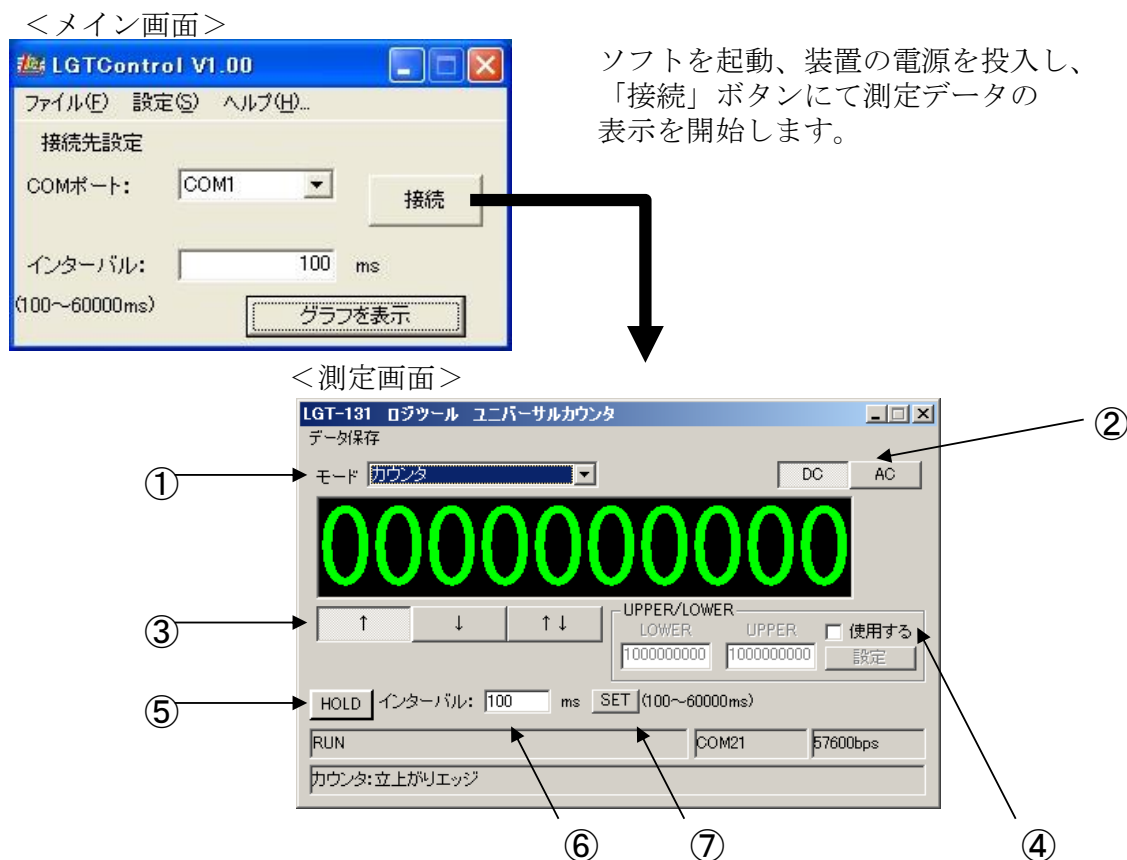 ＜メイン画面＞
LGTControl V1.00
ファイル(F) 設定(S) ヘルプ(H)...
接続先設定
COMポート: COM1
接続
インターバル: 100 ms
(100～60000ms)
グラフを表示
ソフトを起動、装置の電源を投入し、
「接続」ボタンにて測定データの
表示を開始します。
＜測定画面＞
LGT-131 ロジツール ユニバーサルカウンタ
データ保存
① モード カウンタ
DC AC ②
0000000000
③ ↑ ↓ ↑↓
UPPER/LOWER
LOWER UPPER 使用する
1000000000 1000000000 設定
⑤ HOLD インターバル: 100 ms SET (100～60000ms)
RUN COM21 57600bps
カウンタ:立上がりエッジ
⑥ ⑦ ④